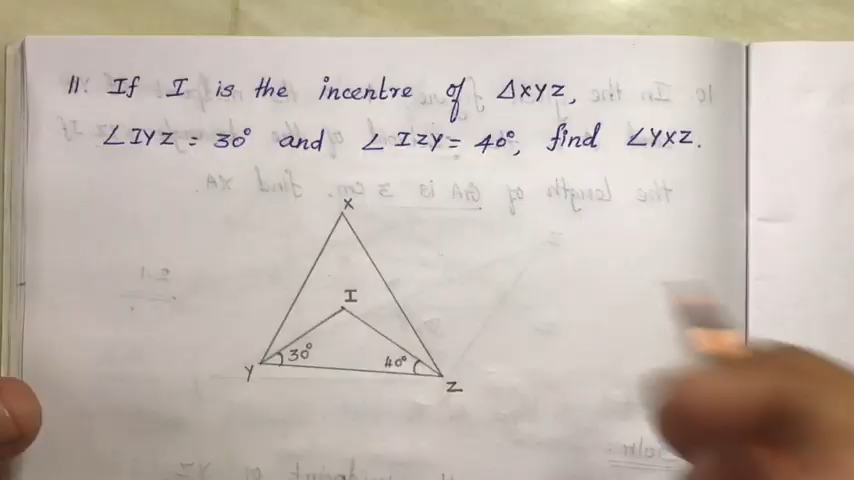 11. If I is the incentre of ΔXYZ,
∠IYZ = 30° and ∠IZY = 40°, find ∠YXZ.
X
I
30°
40°
Y
Z